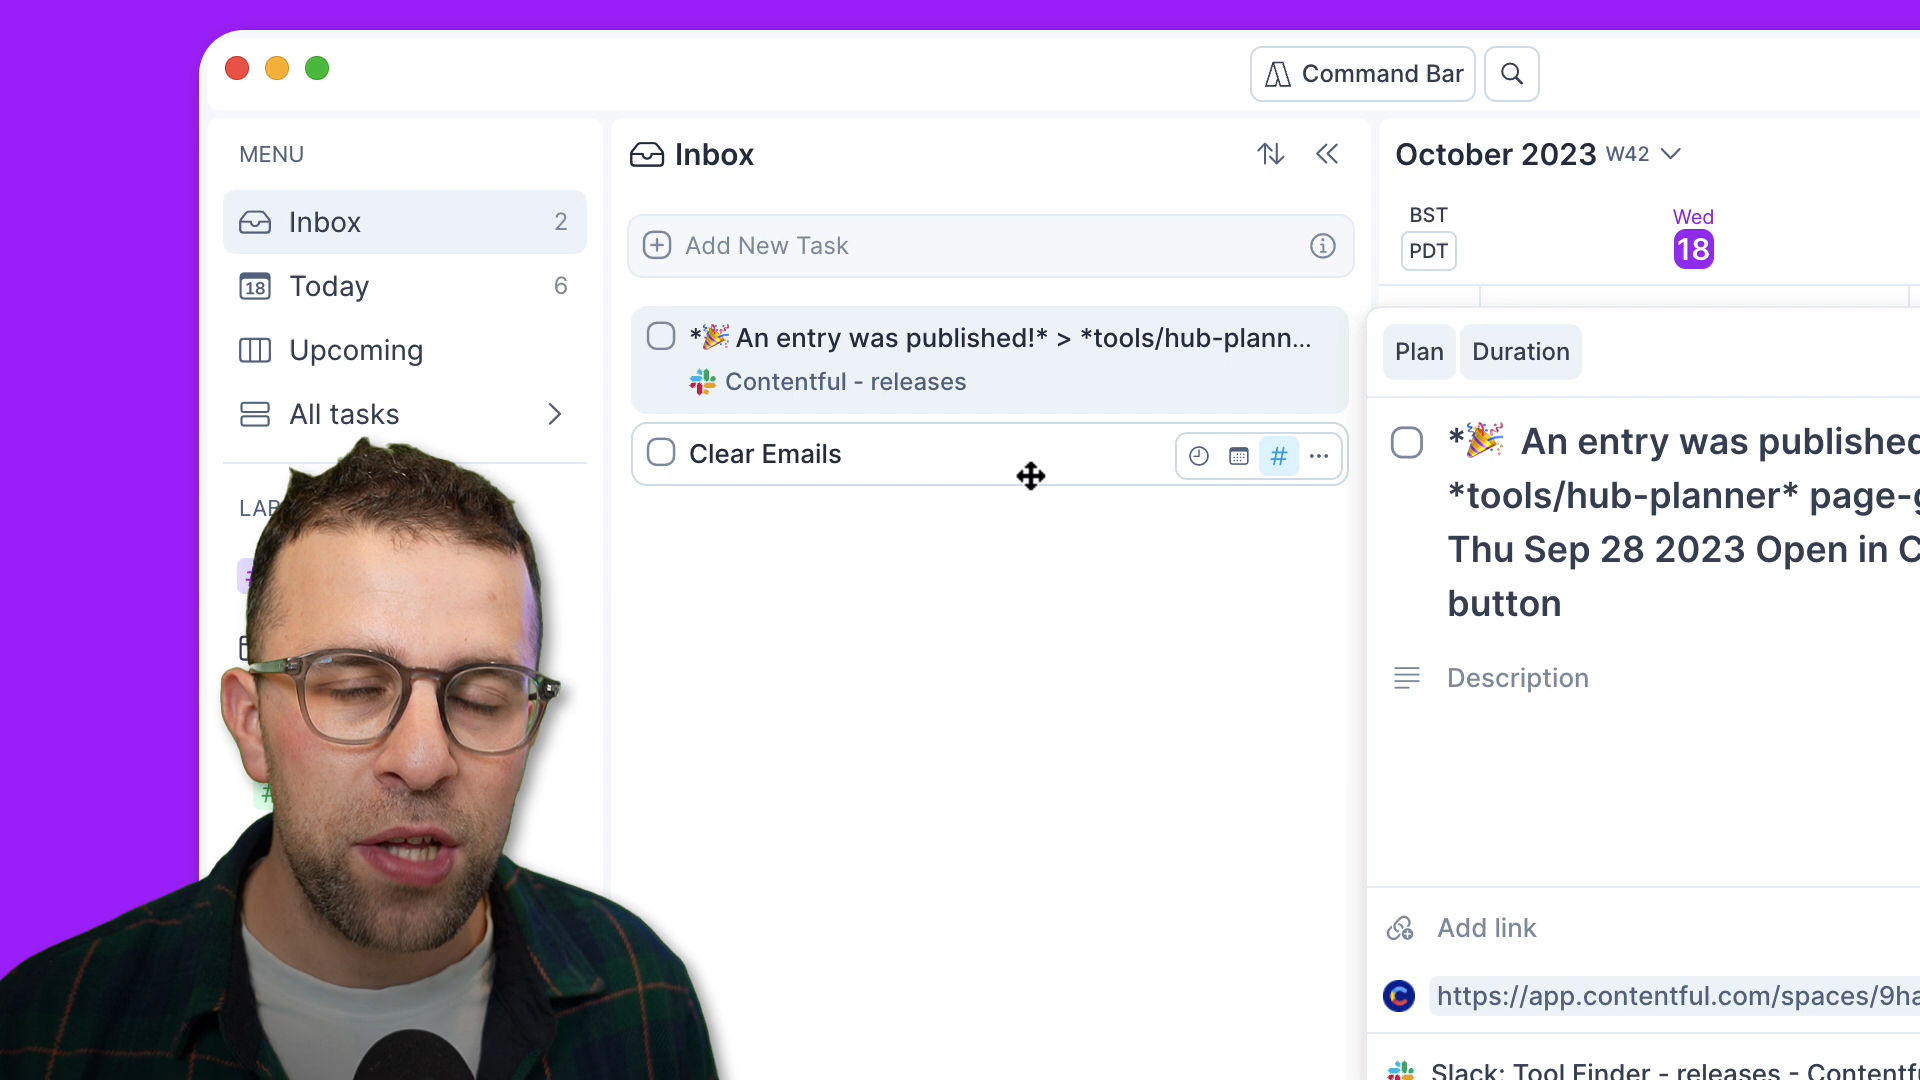 Command Bar
MENU
Inbox 2
18 Today 6
Upcoming
All tasks
LAB
#
#
Inbox
Add New Task
*🎉 An entry was published!* > *tools/hub-plann...
Contentful - releases
Clear Emails
#
October 2023 W42
BST
PDT
Wed
18
Plan
Duration
*🎉 An entry was published
*tools/hub-planner* page-g
Thu Sep 28 2023 Open in C
button
Description
Add link
https://app.contentful.com/spaces/9ha
Slack: Tool Finder - releases - Contentf